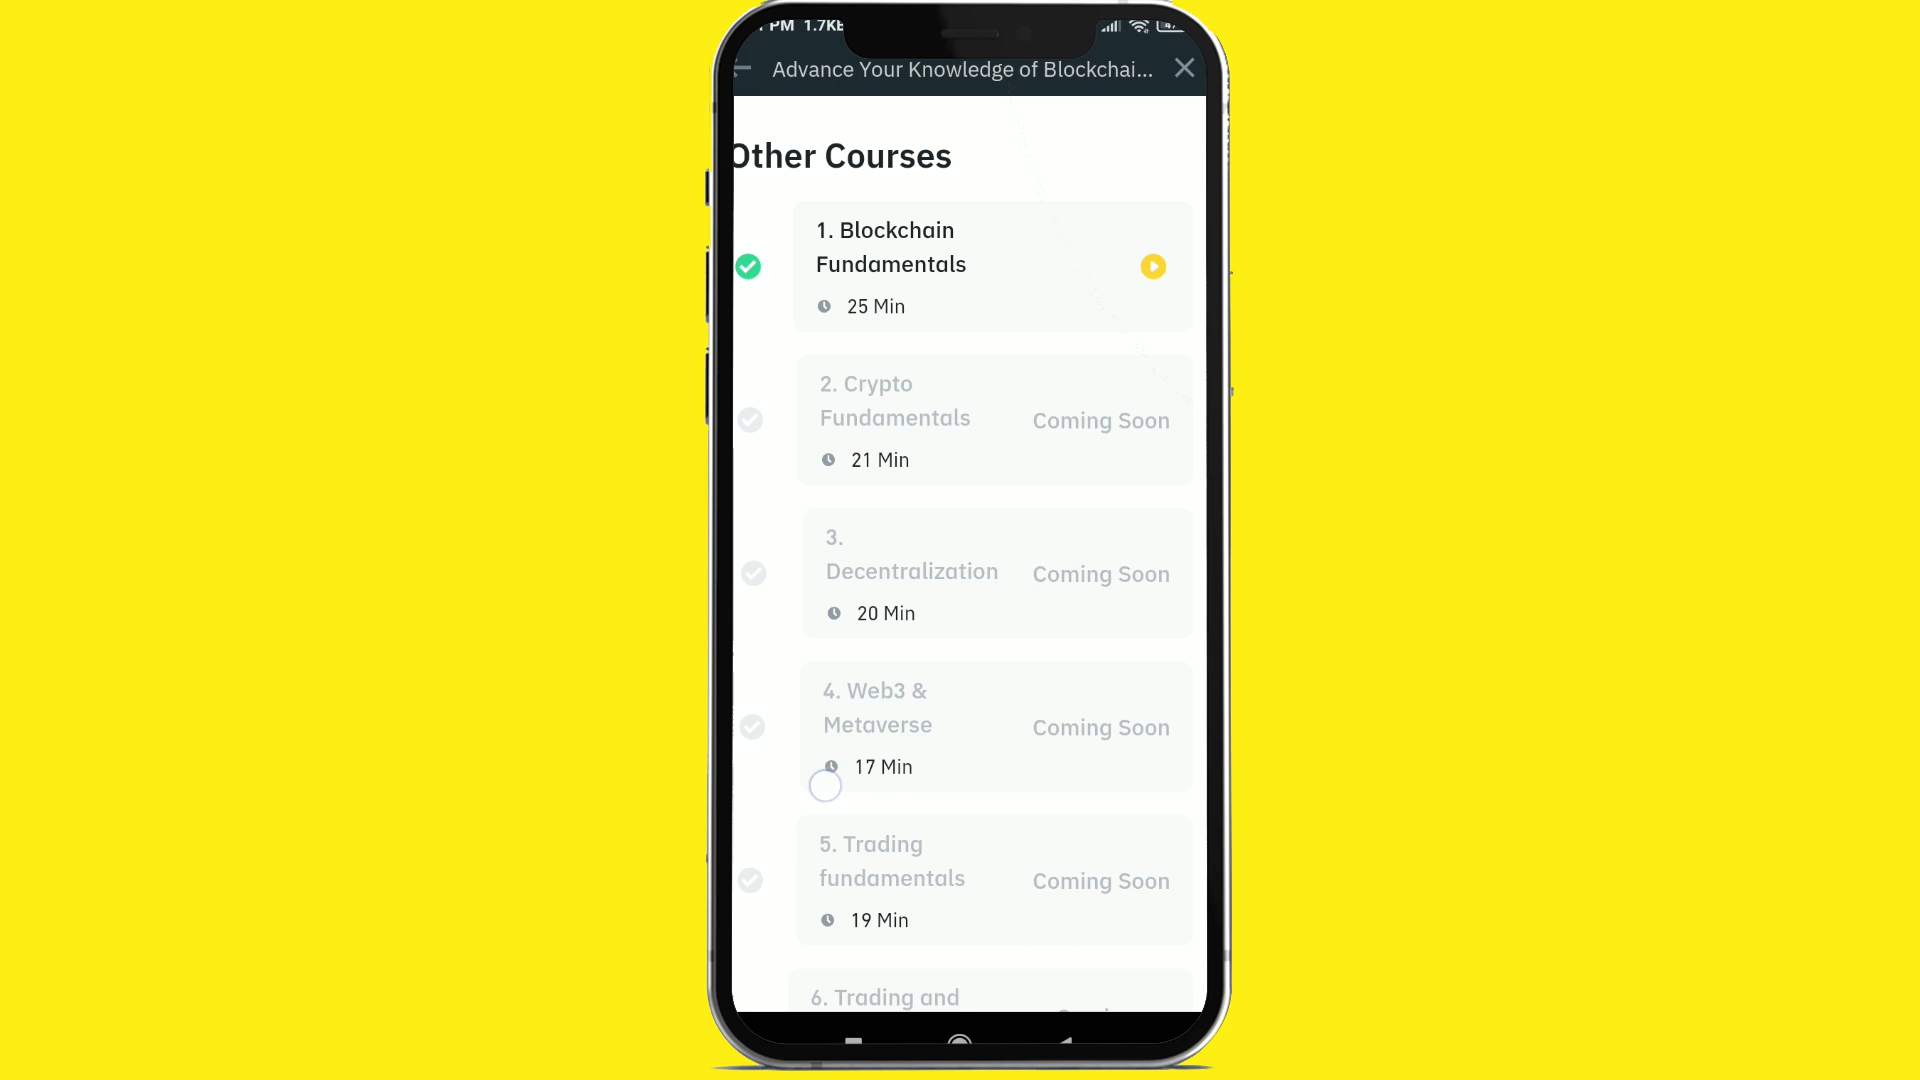 PM 1.7KB
Advance Your Knowledge of Blockchai...
Other Courses
1. Blockchain
Fundamentals
25 Min
2. Crypto
Fundamentals
Coming Soon
21 Min
3.
Decentralization
Coming Soon
20 Min
4. Web3 &
Metaverse
Coming Soon
17 Min
5. Trading
fundamentals
Coming Soon
19 Min
6. Trading and